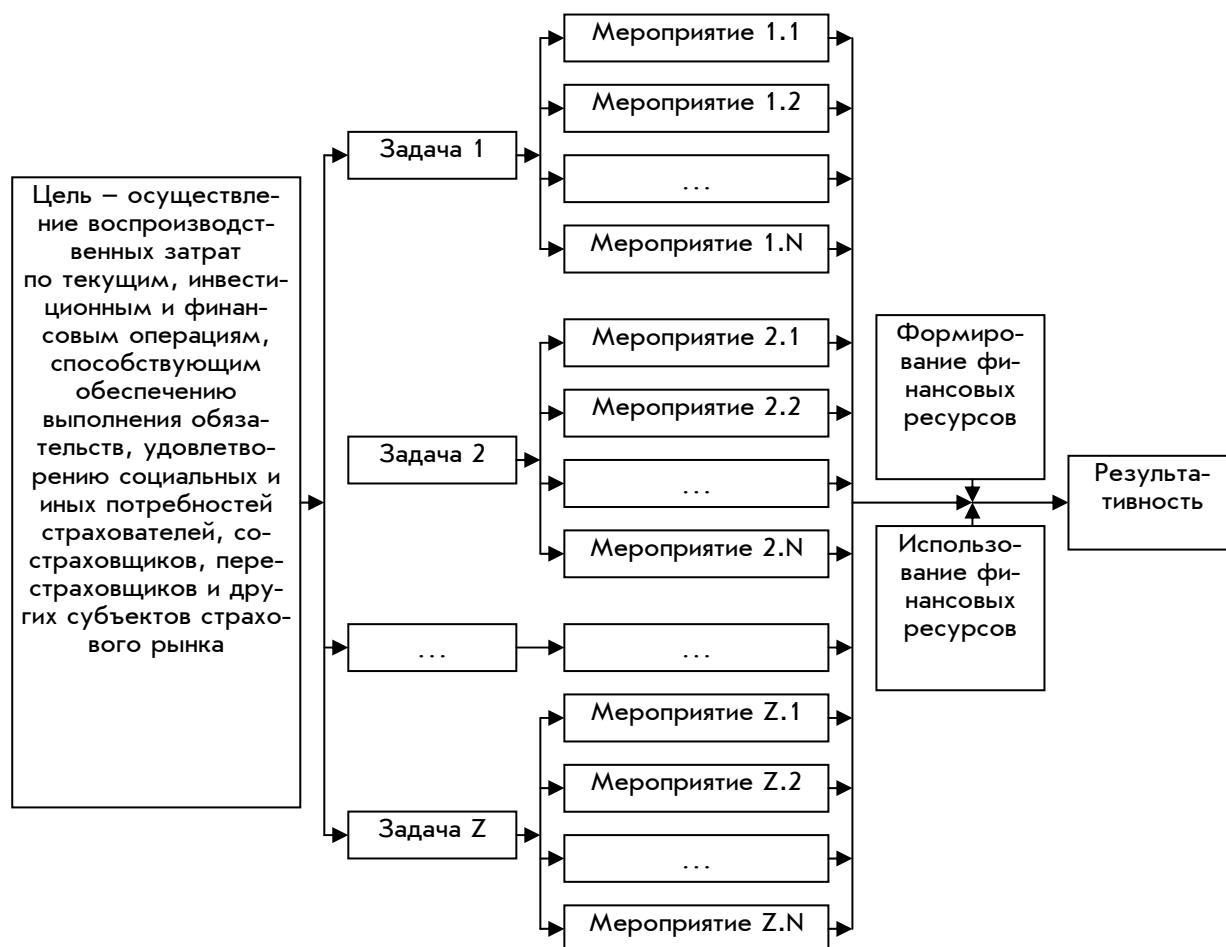 Цель – осуществле-
ние воспроизводст-
венных затрат
по текущим, инвести-
ционным и финан-
совым операциям,
способствующим
обеспечению
выполнения обяза-
тельств, удовлетво-
рению социальных и
иных потребностей
страхователей, со-
страховщиков, пере-
страховщиков и дру-
гих субъектов страхо-
вого рынка
Задача 1
Мероприятие 1.1
Мероприятие 1.2
...
Мероприятие 1.N
Задача 2
Мероприятие 2.1
Мероприятие 2.2
...
Мероприятие 2.N
...
...
Задача Z
Мероприятие Z.1
Мероприятие Z.2
...
Мероприятие Z.N
Формиро-
вание фи-
нансовых
ресурсов
Использо-
вание фи-
нансовых
ресурсов
Результа-
тивность